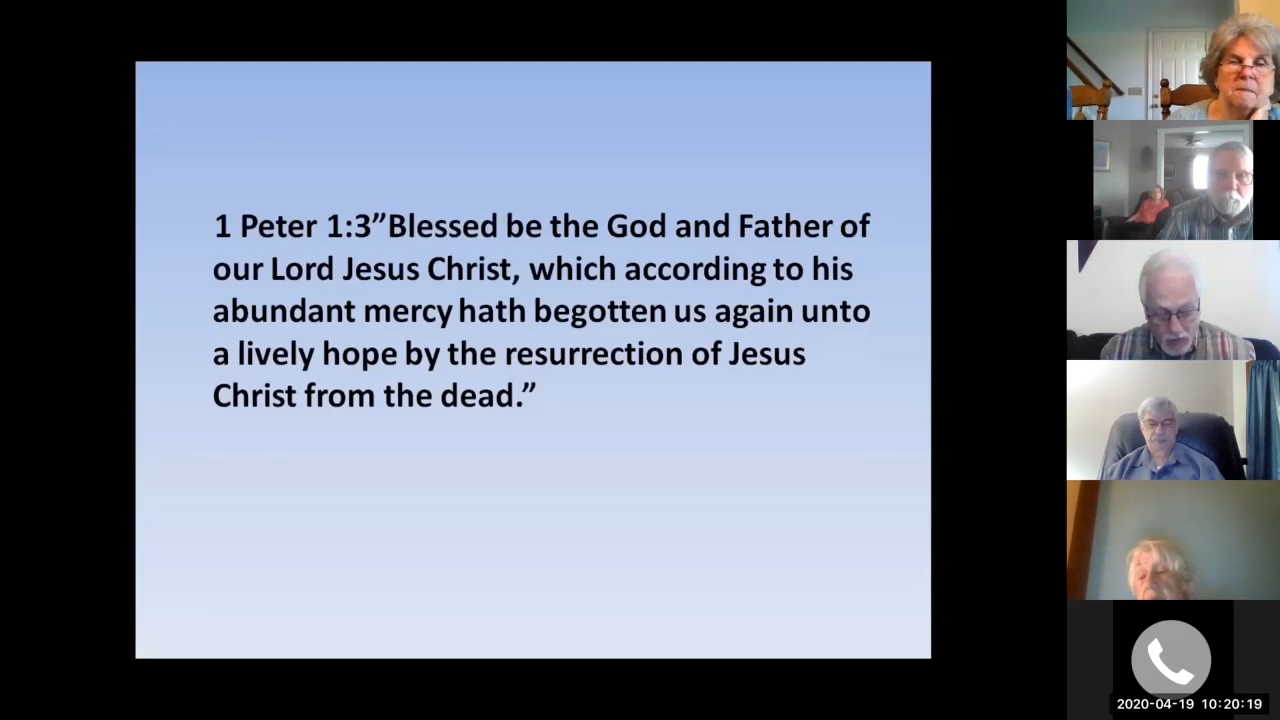 1 Peter 1:3”Blessed be the God and Father of
our Lord Jesus Christ, which according to his
abundant mercy hath begotten us again unto
a lively hope by the resurrection of Jesus
Christ from the dead.”
2020-04-19 10:20:19